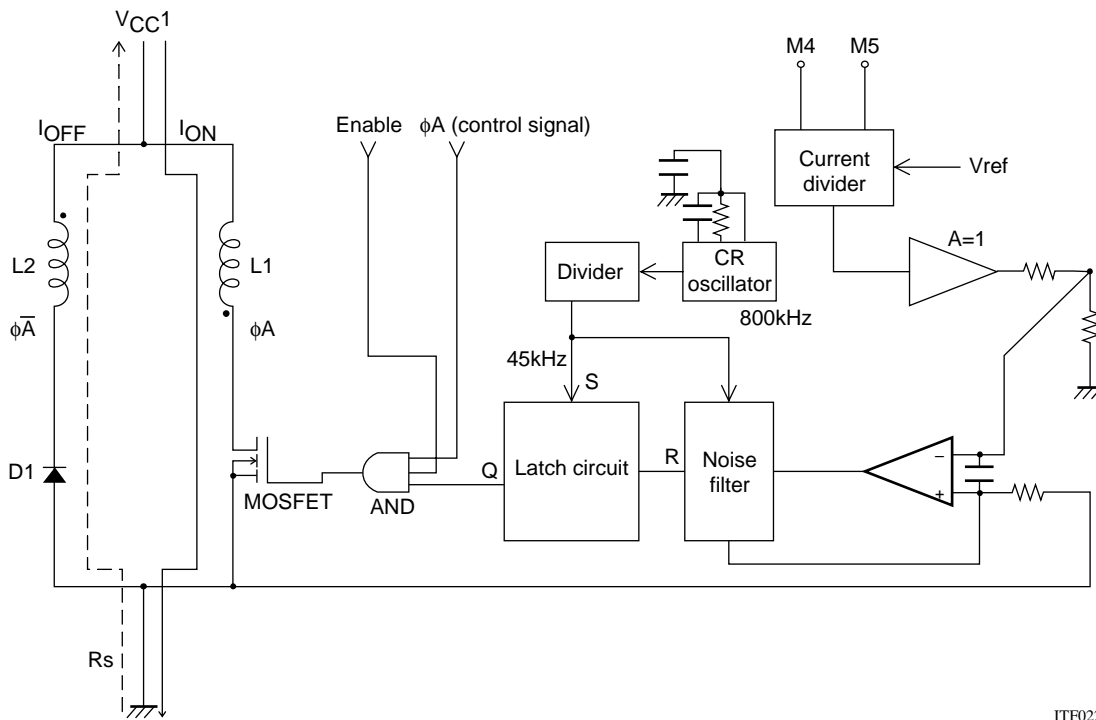 VCC1
M4 M5
IOFF ION
Enable ϕA (control signal)
Current
divider
Vref
A=1
L2 L1
Divider
CR
oscillator
ϕA̅ ϕA
800kHz
45kHz
S
D1
MOSFET
AND
Q
Latch circuit
R
Noise
filter
−
+
Rs